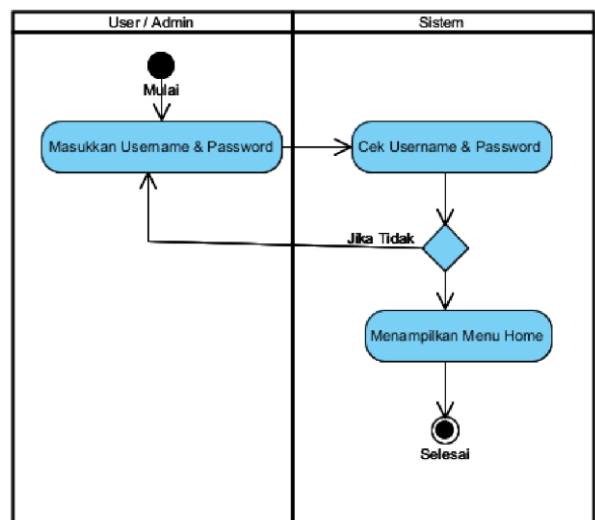 User / Admin
Sistem
Mulai
Masukkan Username & Password
Cek Username & Password
Jika Tidak
Menampilkan Menu Home
Selesai